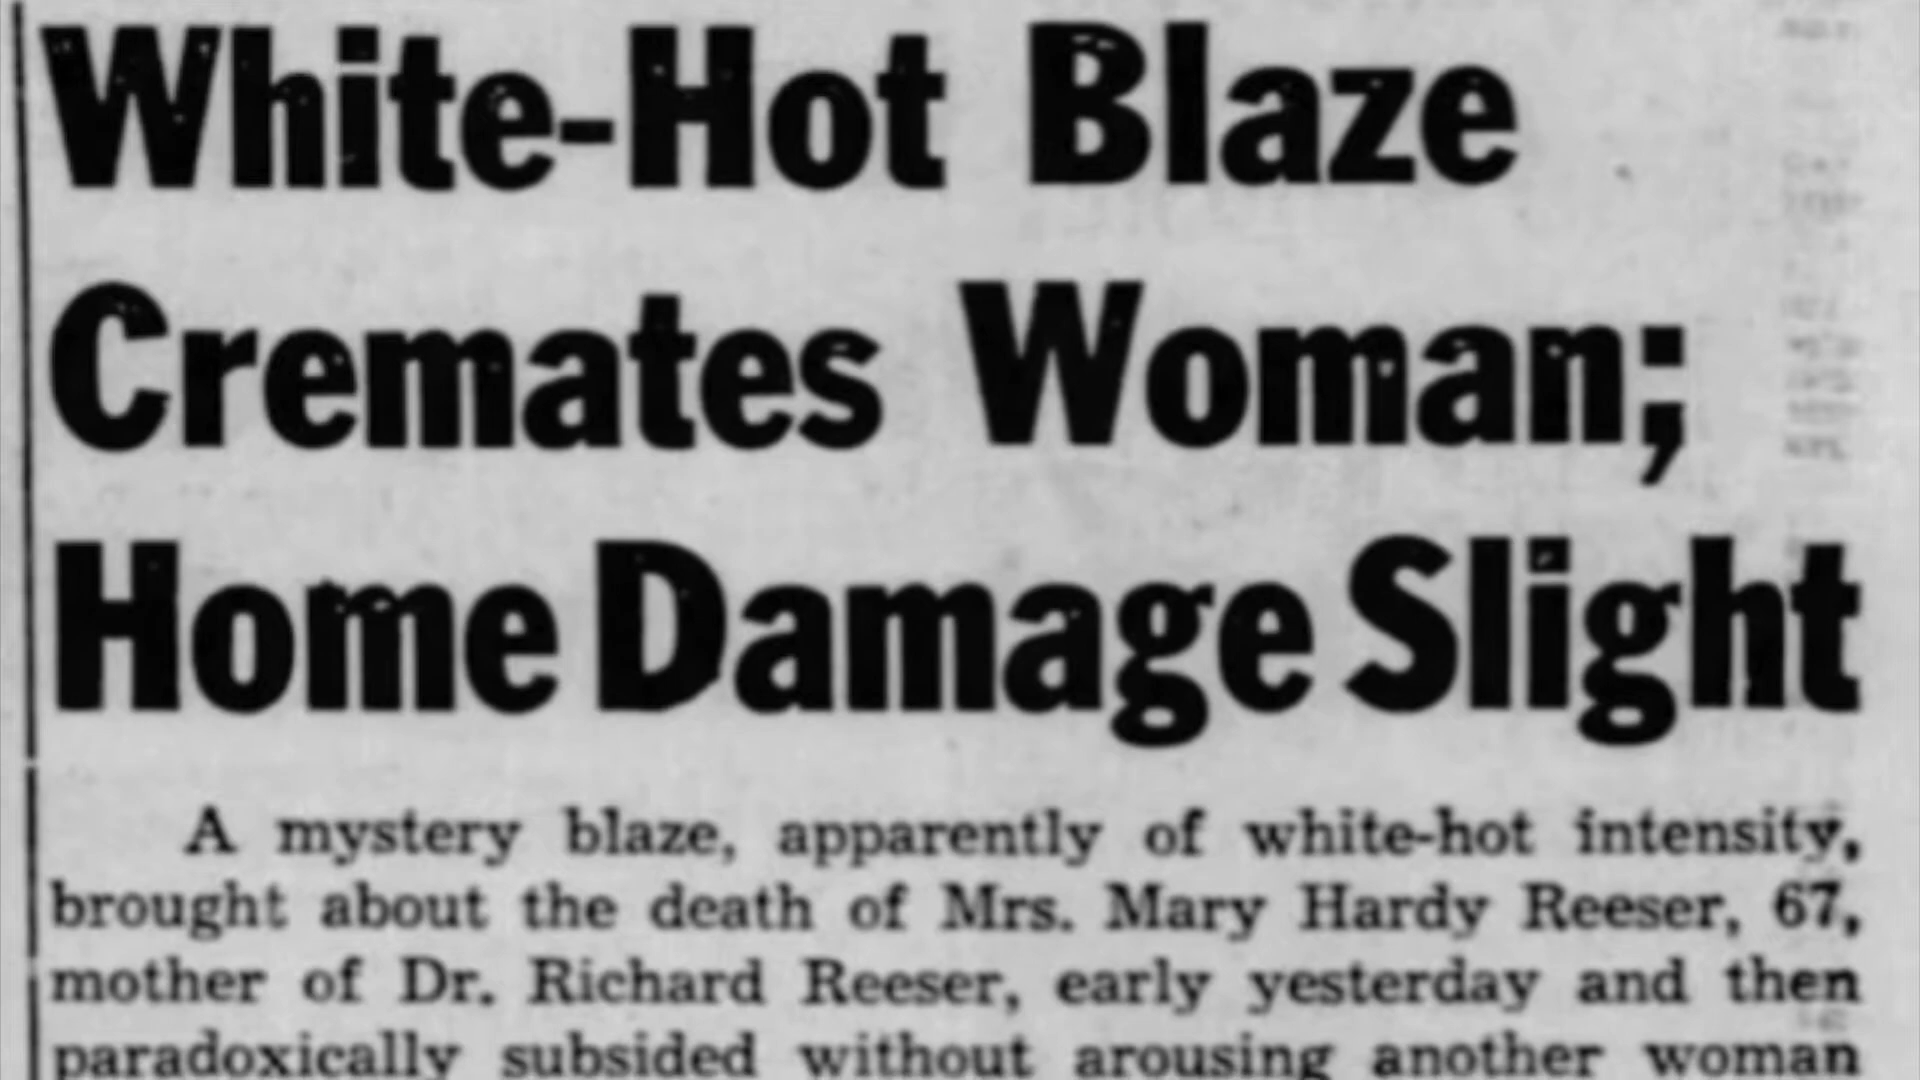 White-Hot Blaze
Cremates Woman;
Home Damage Slight
A mystery blaze, apparently of white-hot intensity,
brought about the death of Mrs. Mary Hardy Reeser, 67,
mother of Dr. Richard Reeser, early yesterday and then
paradoxically subsided without arousing another woman